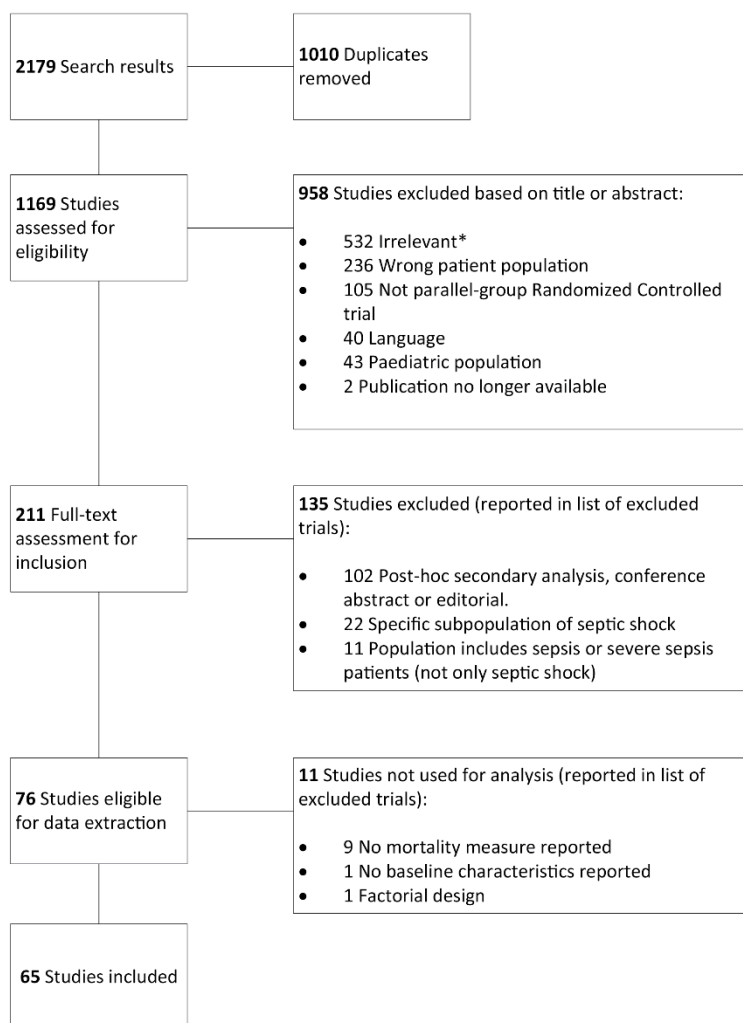 2179 Search results
1010 Duplicates
removed
1169 Studies
assessed for
eligibility
958 Studies excluded based on title or abstract:
• 532 Irrelevant*
• 236 Wrong patient population
• 105 Not parallel-group Randomized Controlled
trial
• 40 Language
• 43 Paediatric population
• 2 Publication no longer available
211 Full-text
assessment for
inclusion
135 Studies excluded (reported in list of excluded
trials):
• 102 Post-hoc secondary analysis, conference
abstract or editorial.
• 22 Specific subpopulation of septic shock
• 11 Population includes sepsis or severe sepsis
patients (not only septic shock)
76 Studies eligible
for data extraction
11 Studies not used for analysis (reported in list of
excluded trials):
• 9 No mortality measure reported
• 1 No baseline characteristics reported
• 1 Factorial design
65 Studies included